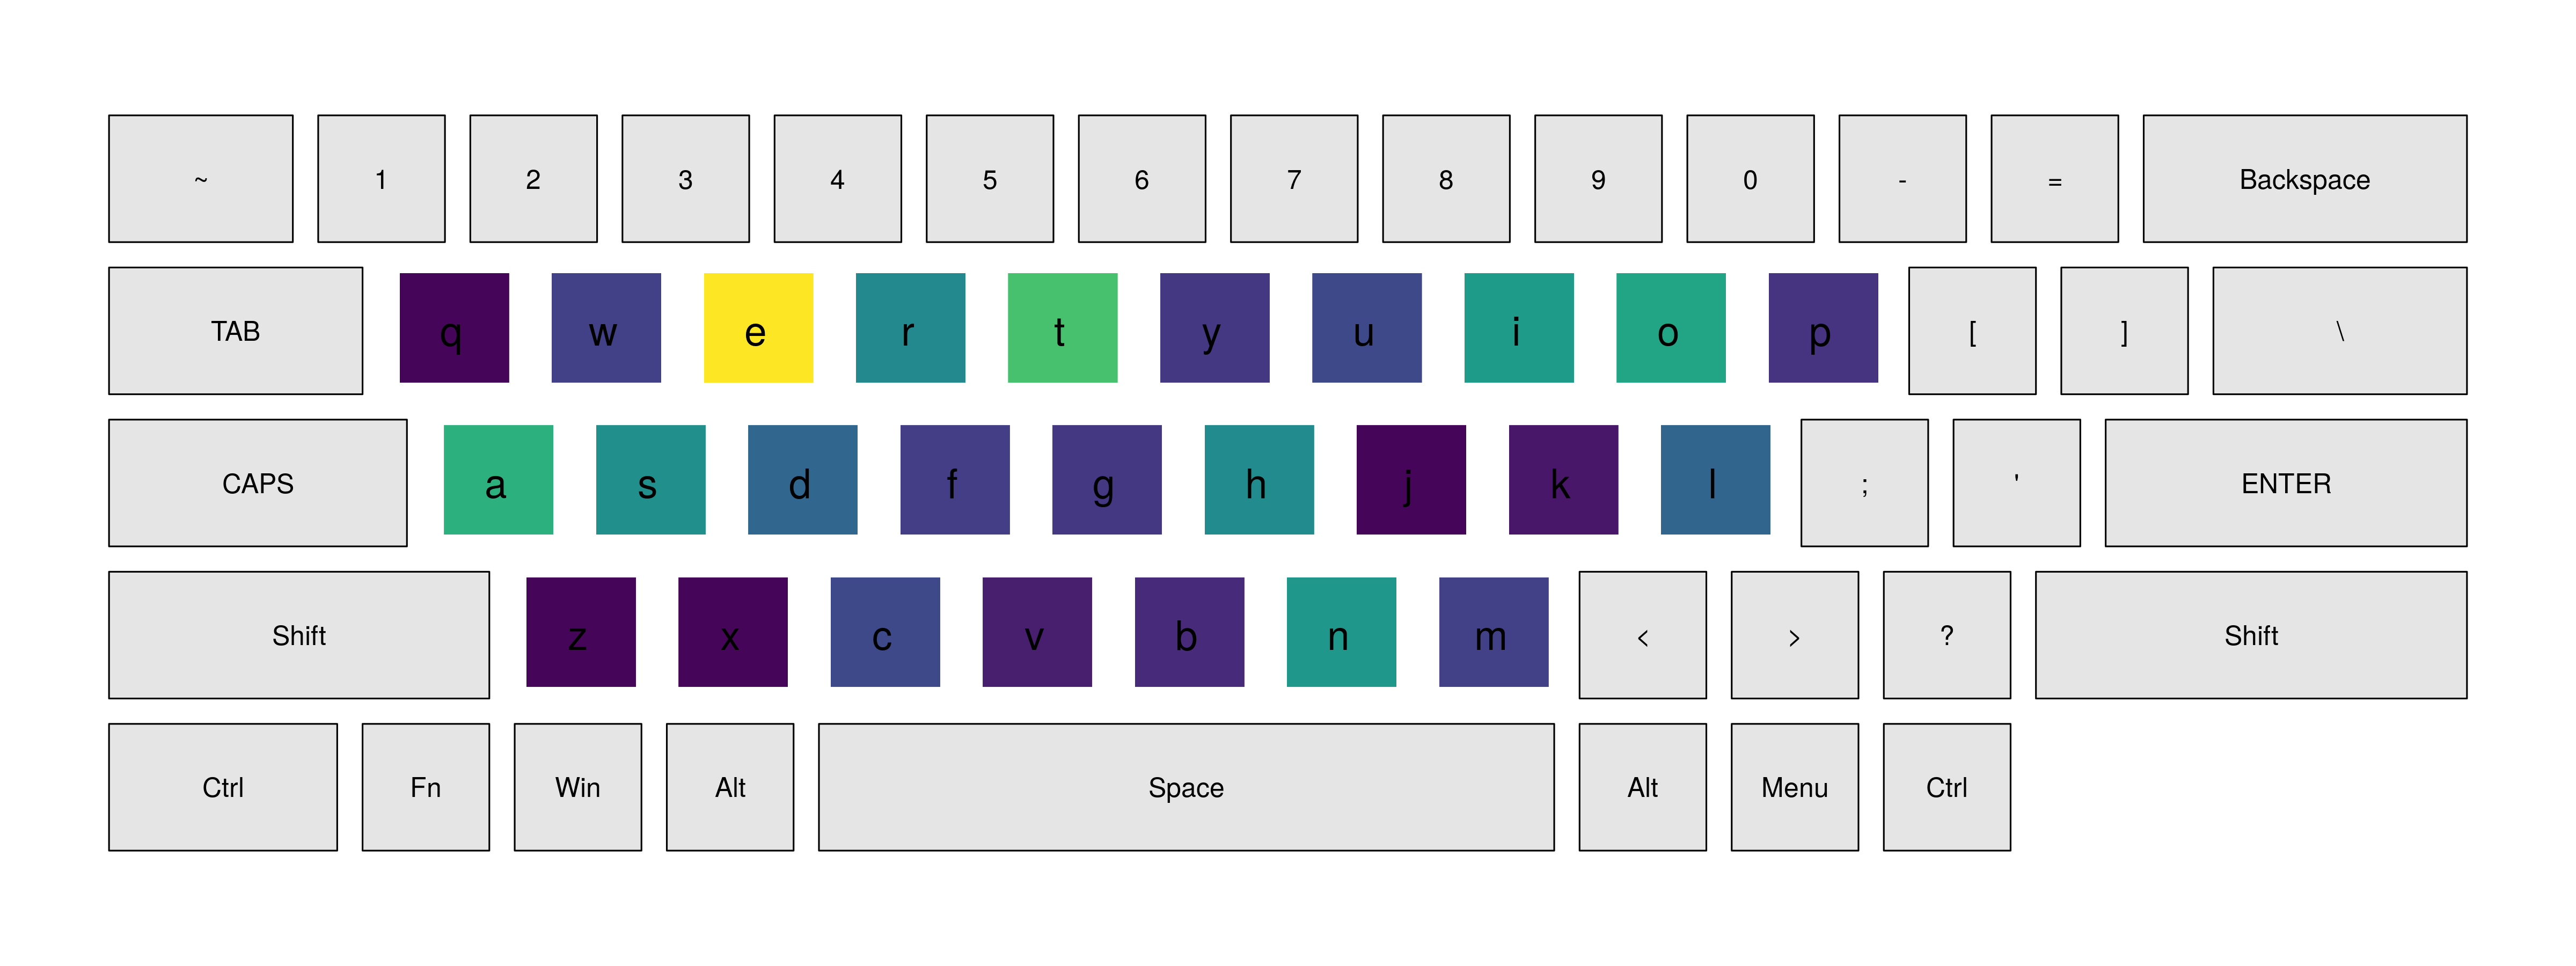 ~ 1 2 3 4 5 6 7 8 9 0 - = Backspace
TAB q w e r t y u i o p [ ] \
CAPS a s d f g h j k l ; ' ENTER
Shift z x c v b n m < > ? Shift
Ctrl Fn Win Alt Space Alt Menu Ctrl